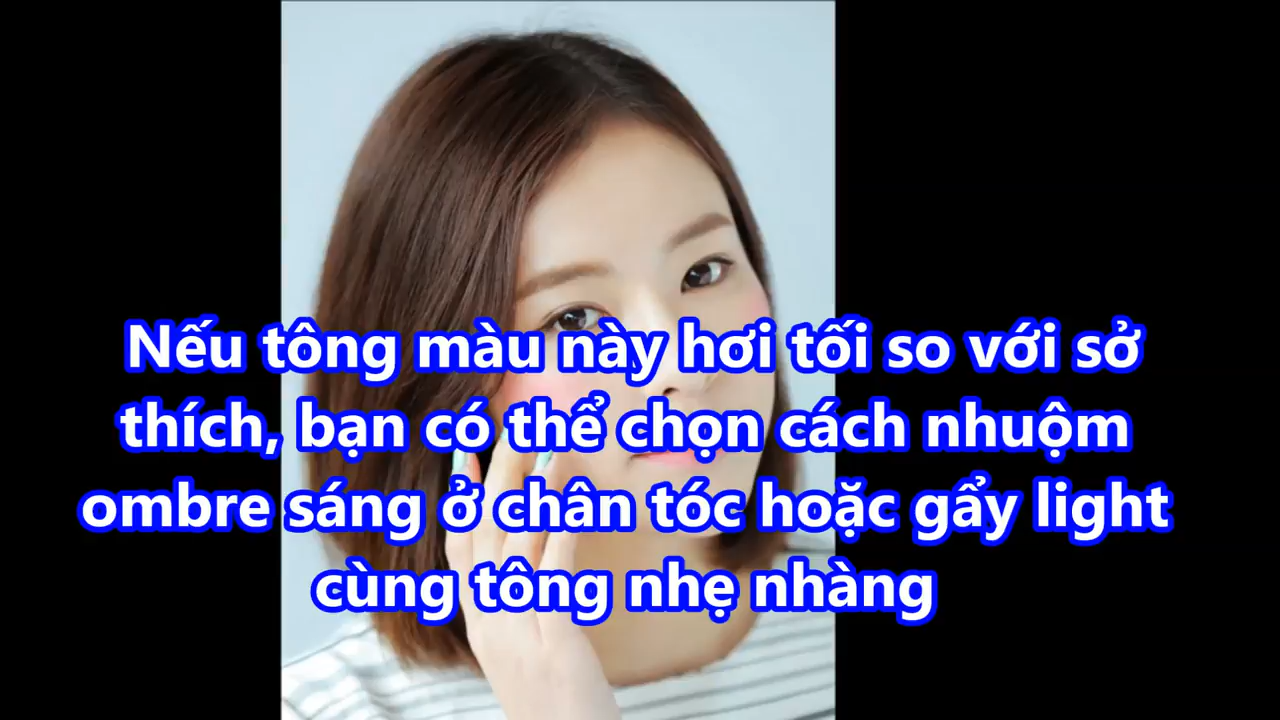 Nếu tông màu này hơi tối so với sở
thích, bạn có thể chọn cách nhuộm
ombre sáng ở chân tóc hoặc gẩy light
cùng tông nhẹ nhàng